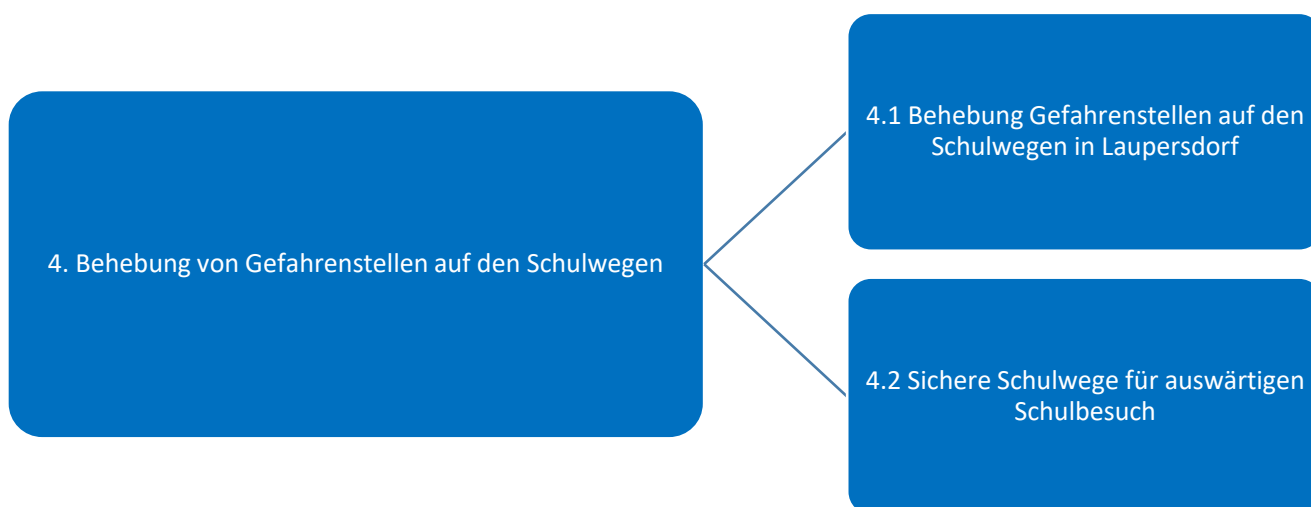 4. Behebung von Gefahrenstellen auf den Schulwegen
4.1 Behebung Gefahrenstellen auf den
Schulwegen in Laupersdorf
4.2 Sichere Schulwege für auswärtigen
Schulbesuch